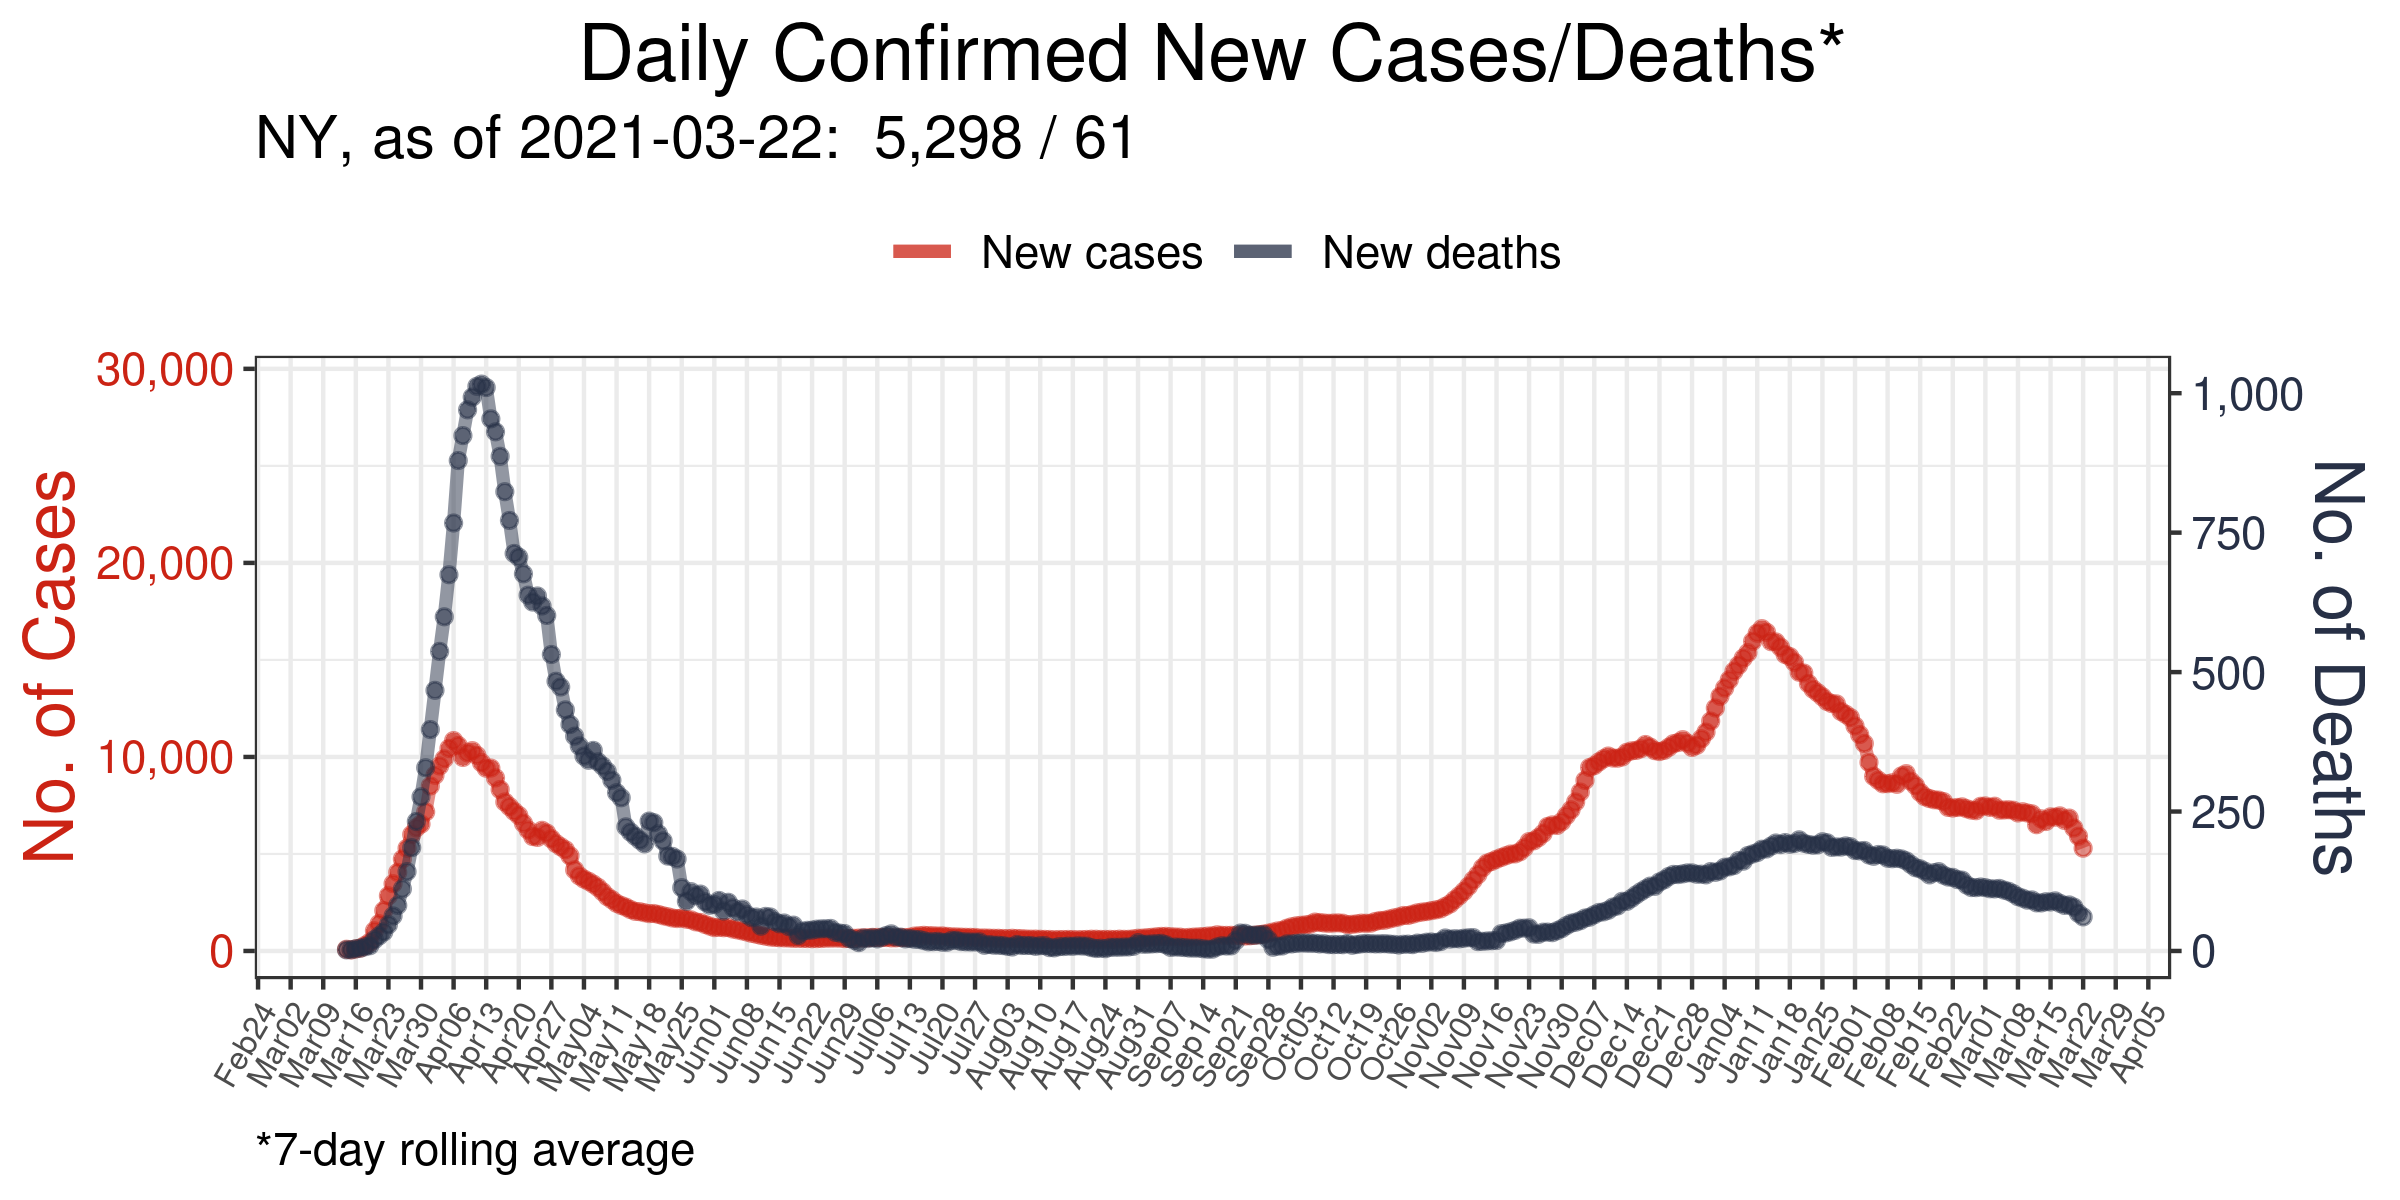 Daily Confirmed New Cases/Deaths*
NY, as of 2021-03-22:  5,298 / 61
New cases New deaths
No. of Cases
30,000
20,000
10,000
0
1,000
750
500
250
0
No. of Deaths
Feb24 Mar02 Mar09 Mar16 Mar23 Mar30 Apr06 Apr13 Apr20 Apr27 May04 May11 May18 May25 Jun01 Jun08 Jun15 Jun22 Jun29 Jul06 Jul13 Jul20 Jul27 Aug03 Aug10 Aug17 Aug24 Aug31 Sep07 Sep14 Sep21 Sep28 Oct05 Oct12 Oct19 Oct26 Nov02 Nov09 Nov16 Nov23 Nov30 Dec07 Dec14 Dec21 Dec28 Jan04 Jan11 Jan18 Jan25 Feb01 Feb08 Feb15 Feb22 Mar01 Mar08 Mar15 Mar22 Mar29 Apr05
*7-day rolling average